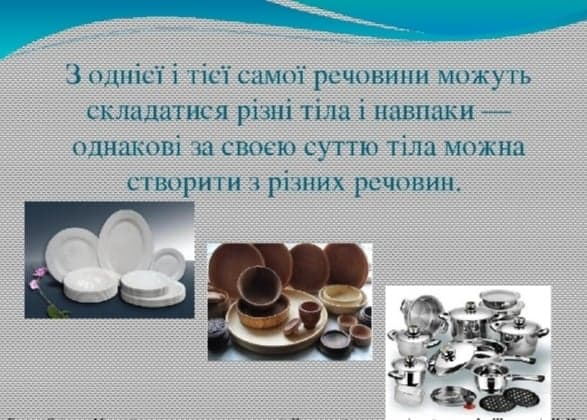 З однієї і тієї самої речовини можуть
складатися різні тіла і навпаки —
однакові за своєю суттю тіла можна
створити з різних речовин.